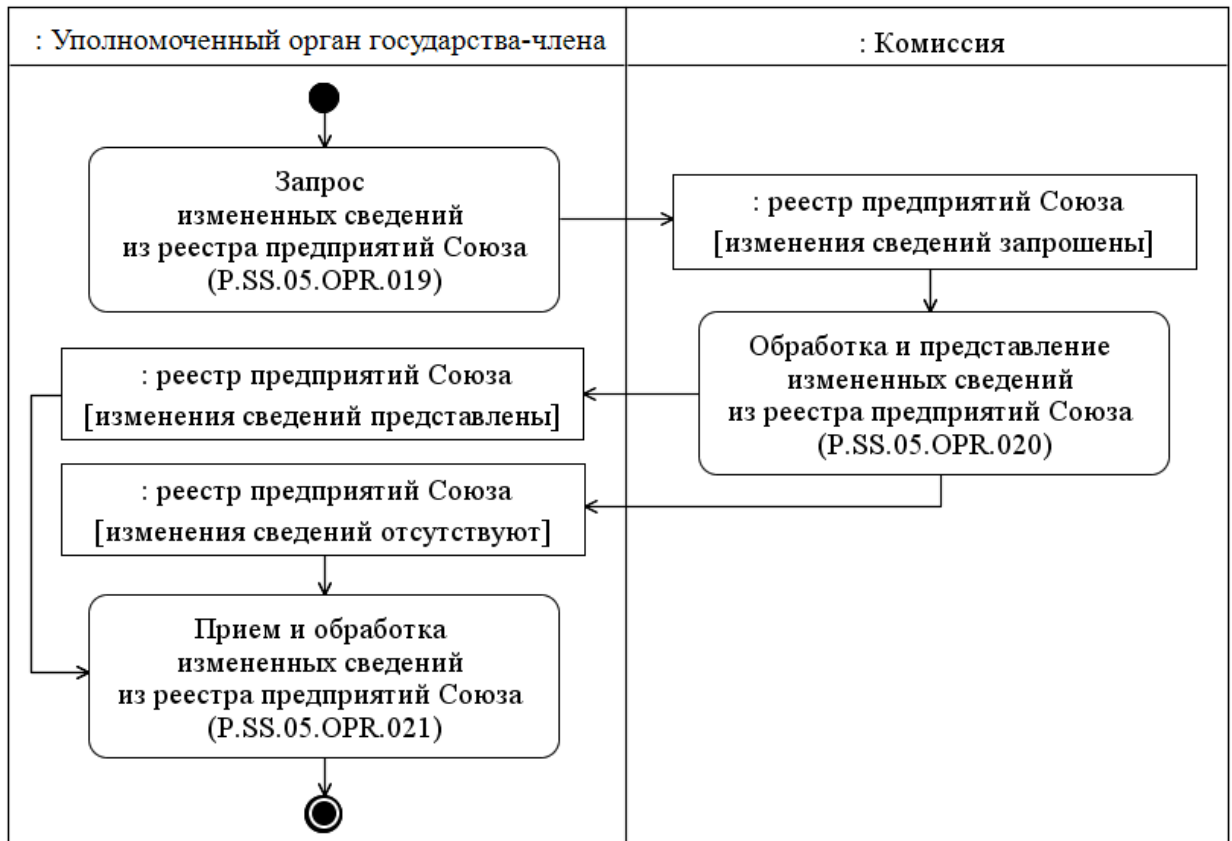 : Уполномоченный орган государства-члена
: Комиссия
Запрос
измененных сведений
из реестра предприятий Союза
(P.SS.05.OPR.019)
: реестр предприятий Союза
[изменения сведений запрошены]
Обработка и представление
измененных сведений
из реестра предприятий Союза
(P.SS.05.OPR.020)
: реестр предприятий Союза
[изменения сведений представлены]
: реестр предприятий Союза
[изменения сведений отсутствуют]
Прием и обработка
измененных сведений
из реестра предприятий Союза
(P.SS.05.OPR.021)